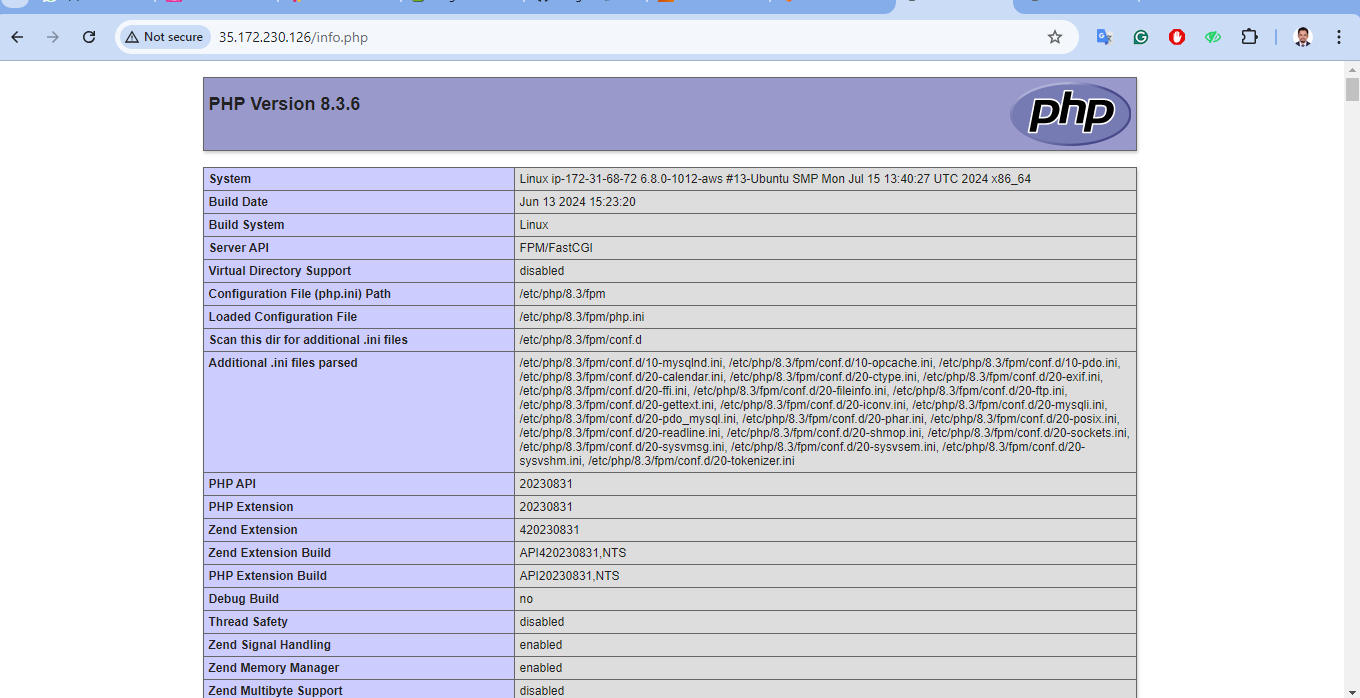 Not secure 35.172.230.126/info.php
PHP Version 8.3.6
php
System Linux ip-172-31-68-72 6.8.0-1012-aws #13-Ubuntu SMP Mon Jul 15 13:40:27 UTC 2024 x86_64
Build Date Jun 13 2024 15:23:20
Build System Linux
Server API FPM/FastCGI
Virtual Directory Support disabled
Configuration File (php.ini) Path /etc/php/8.3/fpm
Loaded Configuration File /etc/php/8.3/fpm/php.ini
Scan this dir for additional .ini files /etc/php/8.3/fpm/conf.d
Additional .ini files parsed /etc/php/8.3/fpm/conf.d/10-mysqlnd.ini, /etc/php/8.3/fpm/conf.d/10-opcache.ini, /etc/php/8.3/fpm/conf.d/10-pdo.ini,
/etc/php/8.3/fpm/conf.d/20-calendar.ini, /etc/php/8.3/fpm/conf.d/20-ctype.ini, /etc/php/8.3/fpm/conf.d/20-exif.ini,
/etc/php/8.3/fpm/conf.d/20-ffi.ini, /etc/php/8.3/fpm/conf.d/20-fileinfo.ini, /etc/php/8.3/fpm/conf.d/20-ftp.ini,
/etc/php/8.3/fpm/conf.d/20-gettext.ini, /etc/php/8.3/fpm/conf.d/20-iconv.ini, /etc/php/8.3/fpm/conf.d/20-mysqli.ini,
/etc/php/8.3/fpm/conf.d/20-pdo_mysql.ini, /etc/php/8.3/fpm/conf.d/20-phar.ini, /etc/php/8.3/fpm/conf.d/20-posix.ini,
/etc/php/8.3/fpm/conf.d/20-readline.ini, /etc/php/8.3/fpm/conf.d/20-shmop.ini, /etc/php/8.3/fpm/conf.d/20-sockets.ini,
/etc/php/8.3/fpm/conf.d/20-sysvmsg.ini, /etc/php/8.3/fpm/conf.d/20-sysvsem.ini, /etc/php/8.3/fpm/conf.d/20-
sysvshm.ini, /etc/php/8.3/fpm/conf.d/20-tokenizer.ini
PHP API 20230831
PHP Extension 20230831
Zend Extension 420230831
Zend Extension Build API420230831,NTS
PHP Extension Build API20230831,NTS
Debug Build no
Thread Safety disabled
Zend Signal Handling enabled
Zend Memory Manager enabled
Zend Multibyte Support disabled